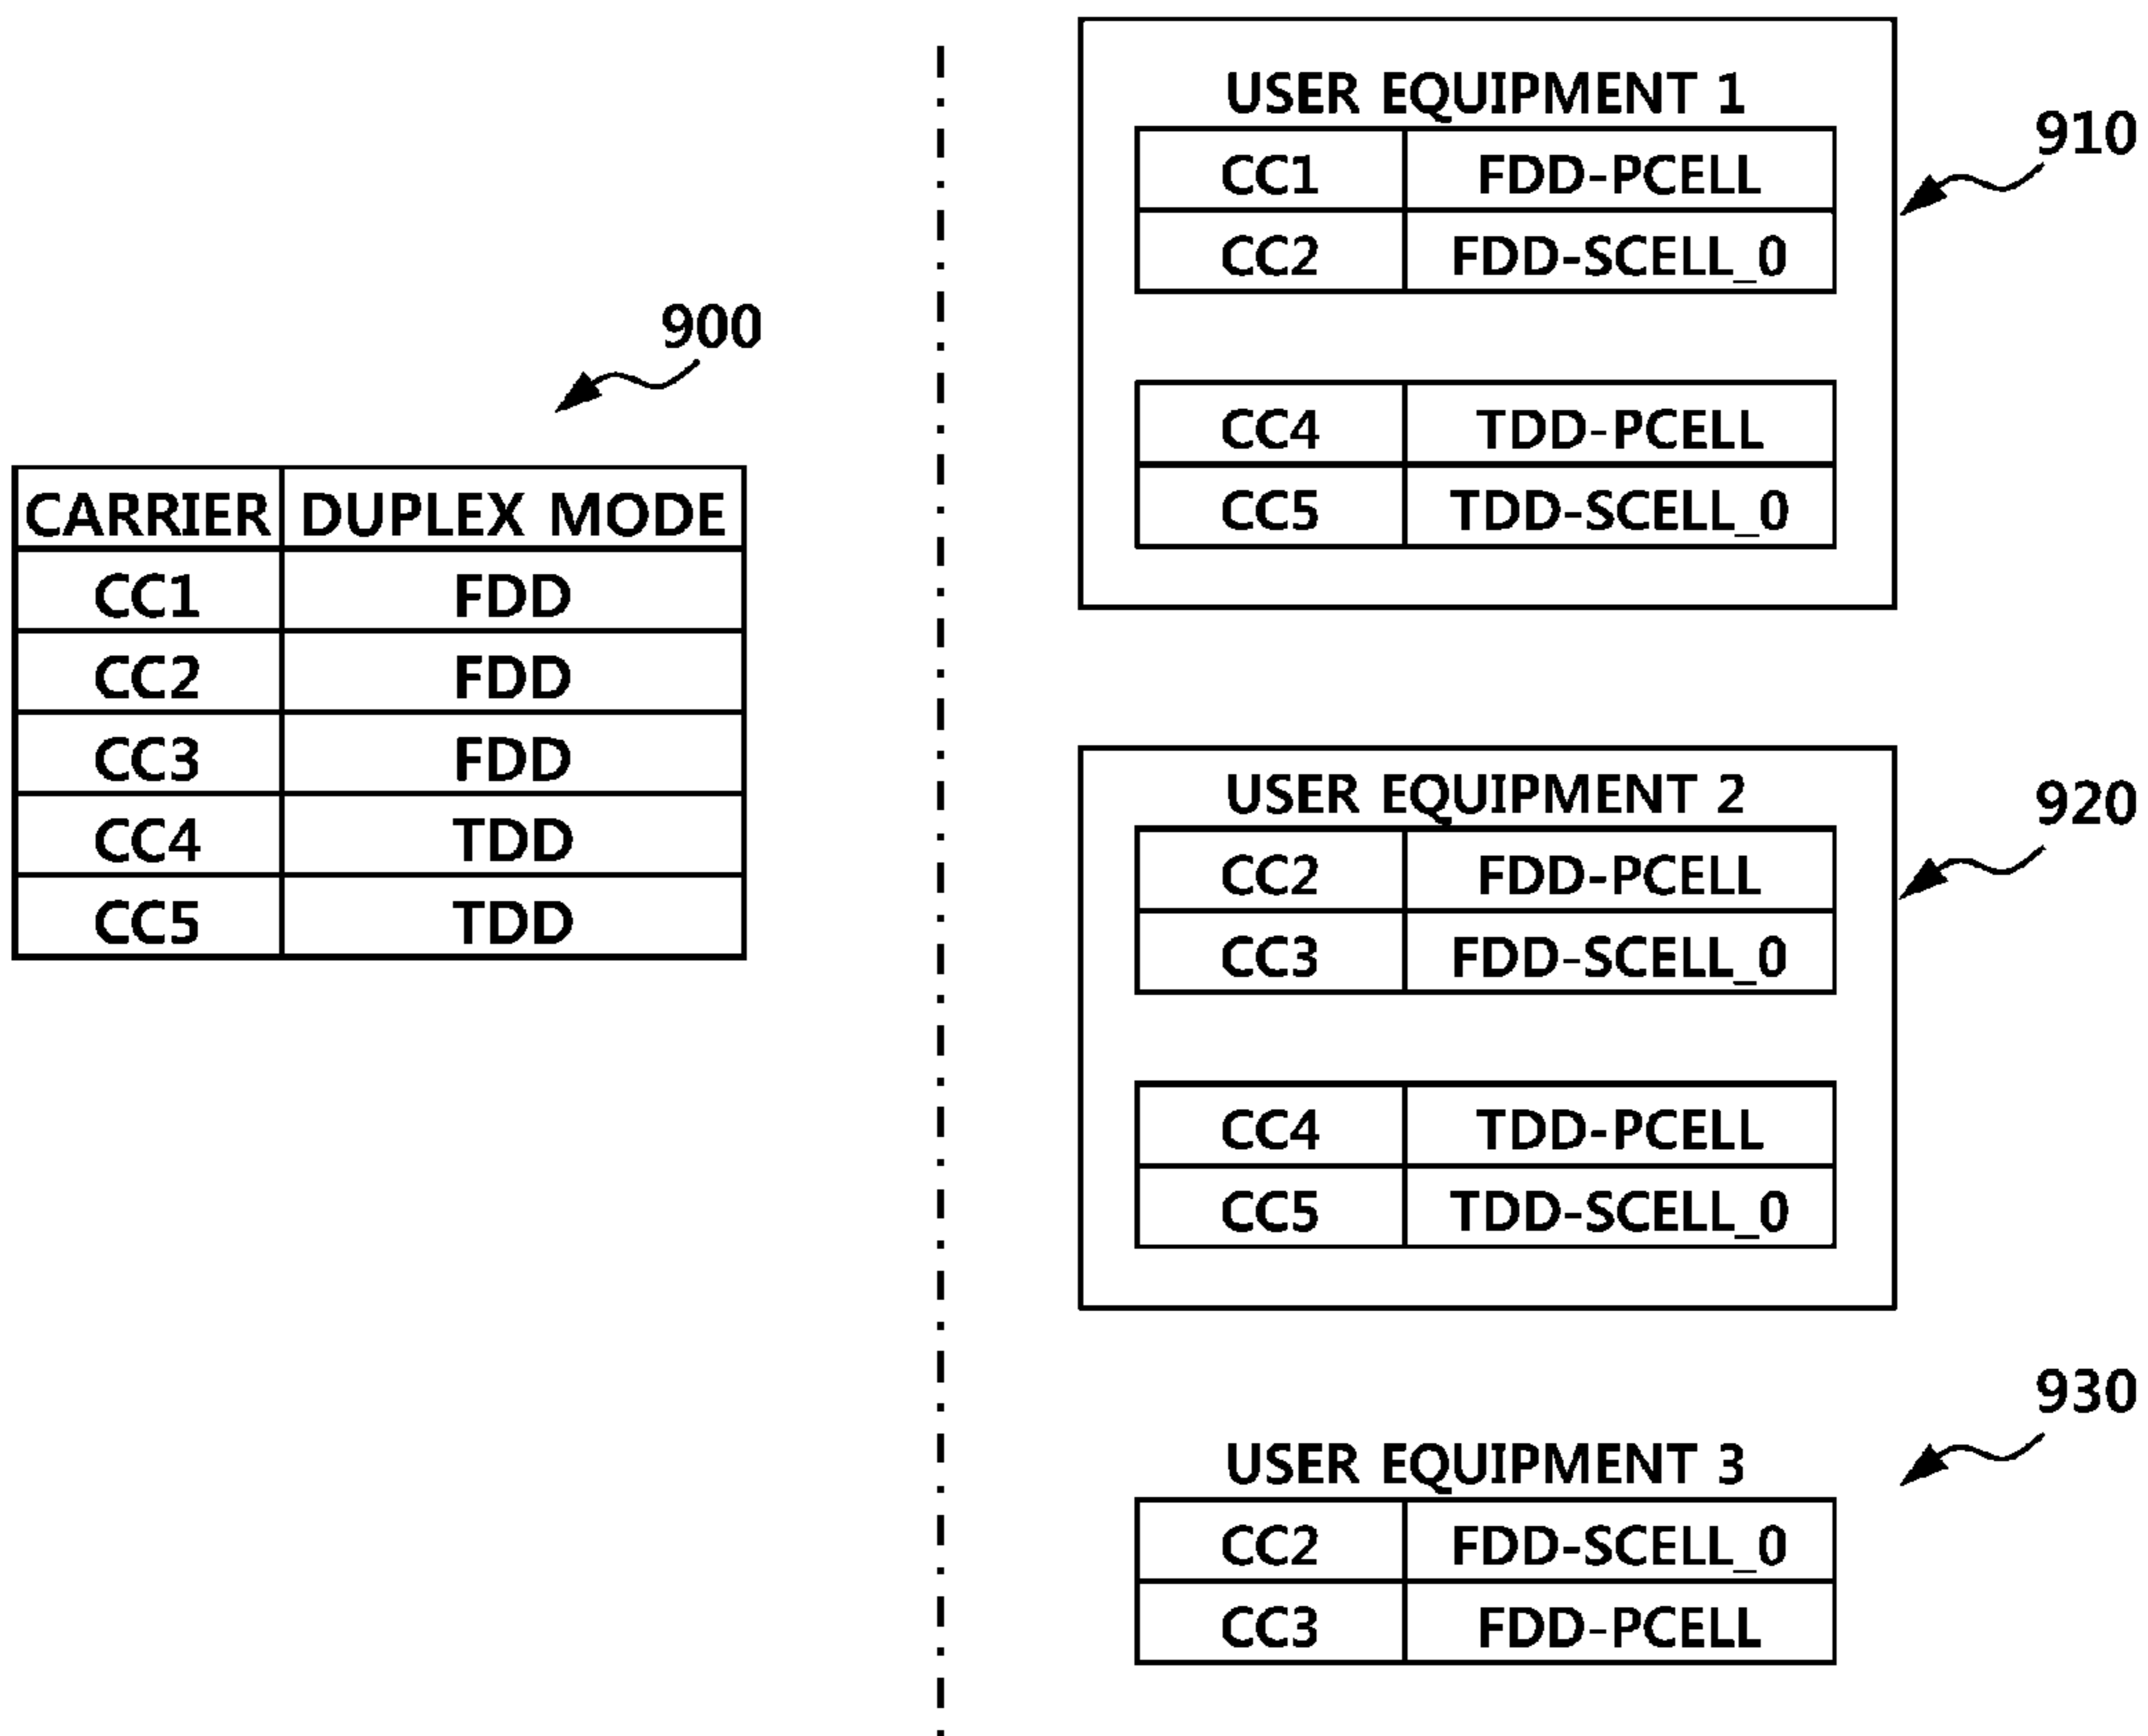 900
CARRIER DUPLEX MODE
CC1 FDD
CC2 FDD
CC3 FDD
CC4 TDD
CC5 TDD
USER EQUIPMENT 1
910
CC1 FDD-PCELL
CC2 FDD-SCELL_0
CC4 TDD-PCELL
CC5 TDD-SCELL_0
USER EQUIPMENT 2
920
CC2 FDD-PCELL
CC3 FDD-SCELL_0
CC4 TDD-PCELL
CC5 TDD-SCELL_0
930
USER EQUIPMENT 3
CC2 FDD-SCELL_0
CC3 FDD-PCELL